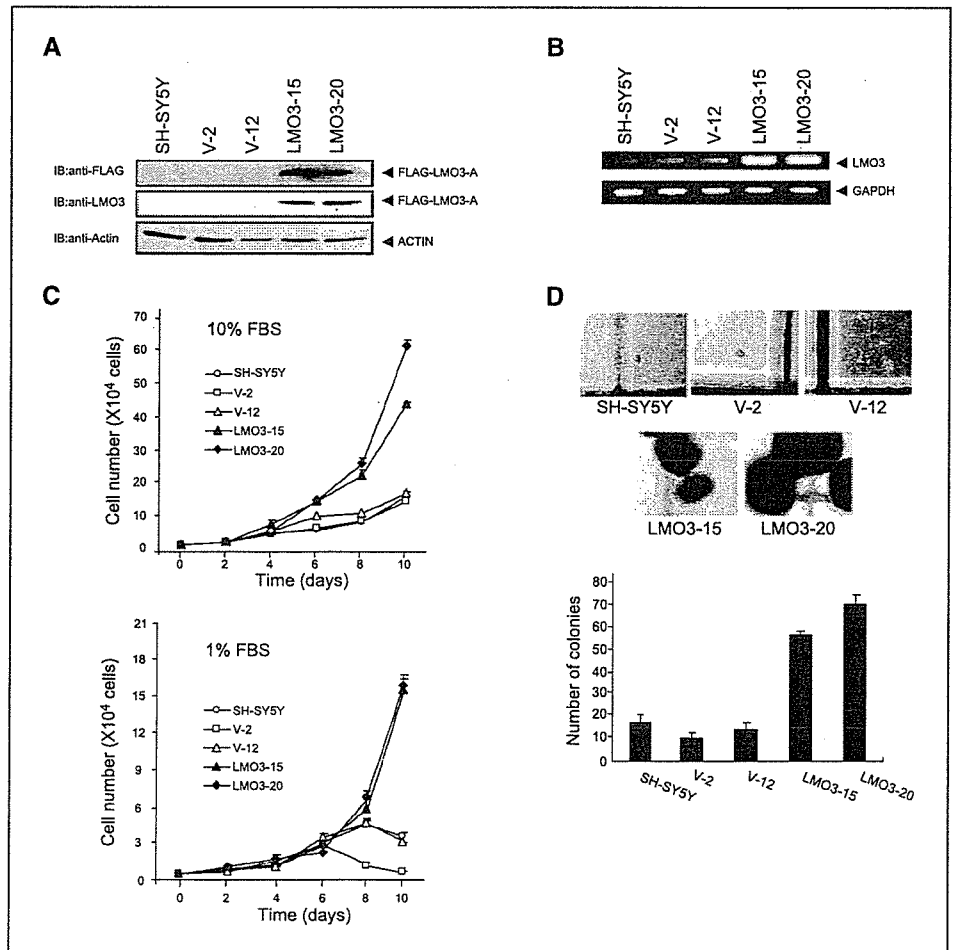 A
SH-SY5Y
V-2
V-12
LMO3-15
LMO3-20
IB:anti-FLAG
FLAG-LMO3-A
IB:anti-LMO3
FLAG-LMO3-A
IB:anti-Actin
ACTIN
B
SH-SY5Y
V-2
V-12
LMO3-15
LMO3-20
LMO3
GAPDH
C
10% FBS
SH-SY5Y
V-2
V-12
LMO3-15
LMO3-20
Cell number (X10⁴ cells)
70
60
50
40
30
20
10
0
0 2 4 6 8 10
Time (days)
1% FBS
SH-SY5Y
V-2
V-12
LMO3-15
LMO3-20
Cell number (X10⁴ cells)
21
18
15
12
9
6
3
0
0 2 4 6 8 10
Time (days)
D
SH-SY5Y V-2 V-12
LMO3-15 LMO3-20
Number of colonies
80
70
60
50
40
30
20
10
0
SH-SY5Y V-2 V-12 LMO3-15 LMO3-20